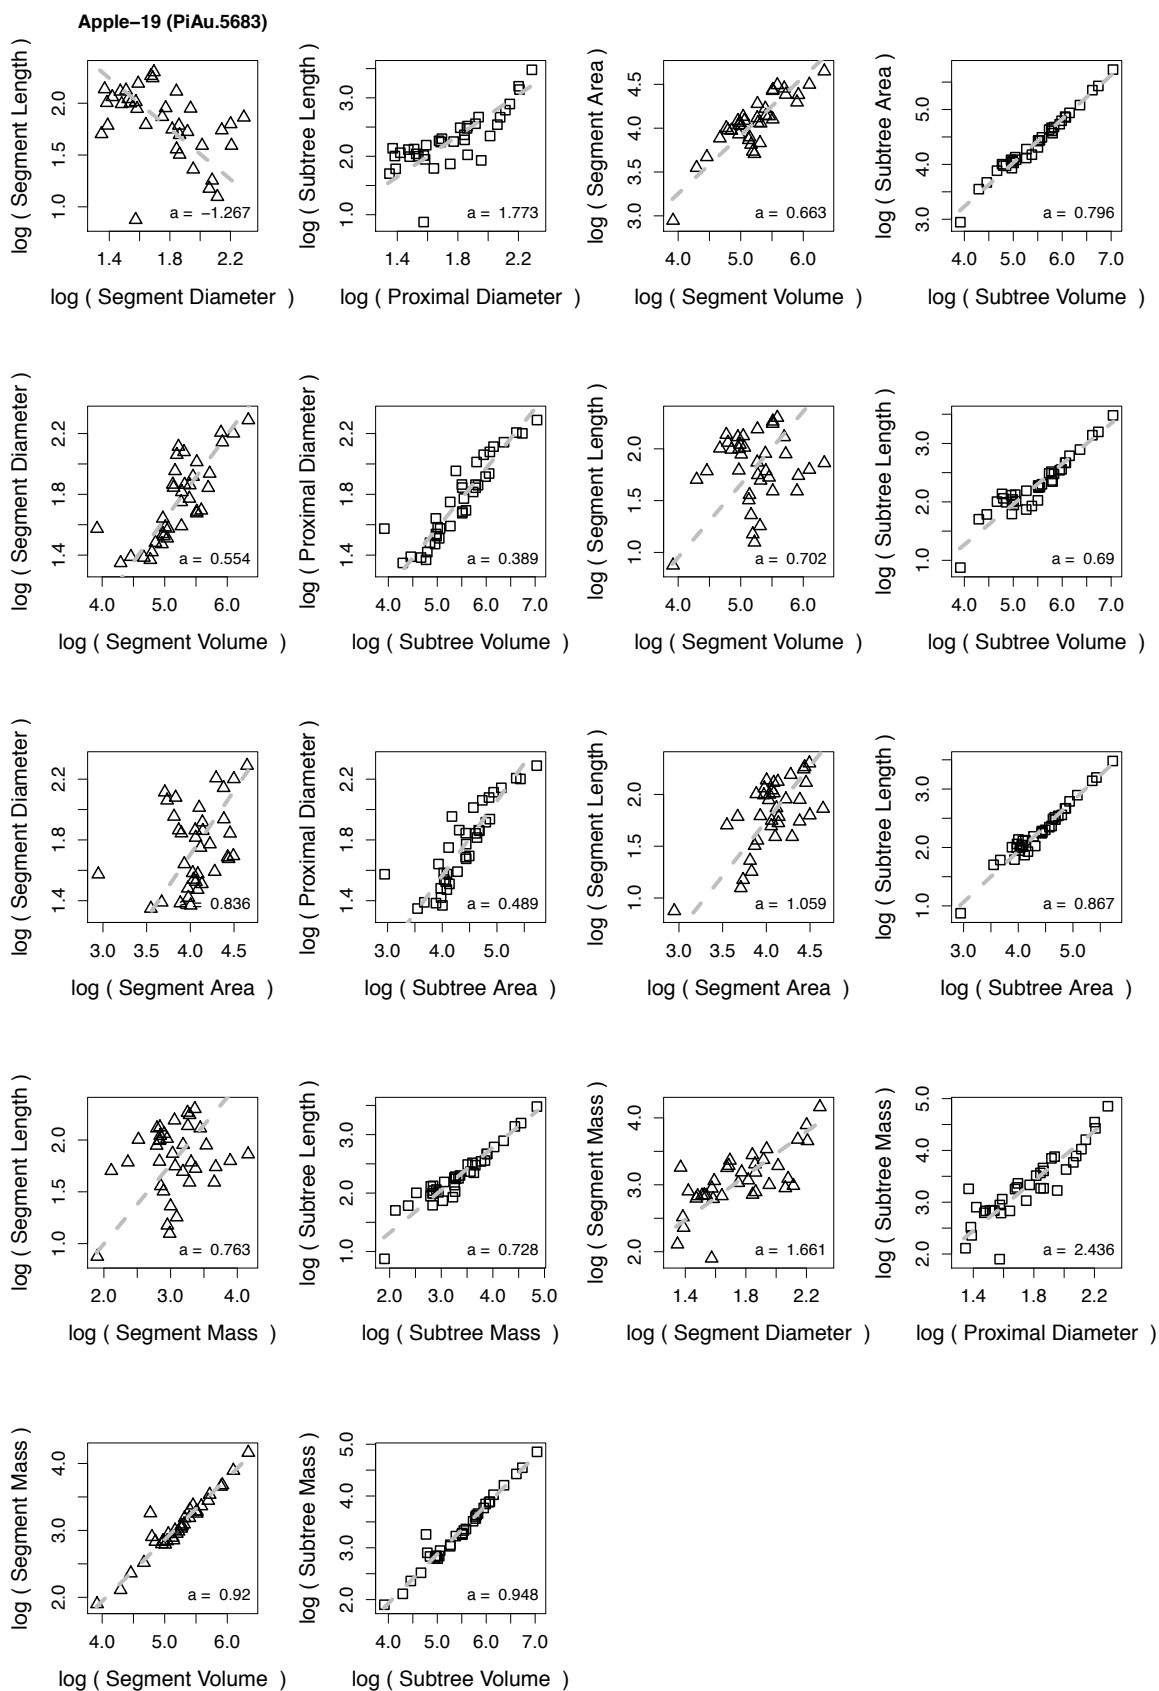 Apple−19 (PiAu.5683)
log ( Segment Length )
1.0 1.5 2.0
a = −1.267
1.4 1.8 2.2
log ( Segment Diameter )
log ( Subtree Length )
1.0 2.0 3.0
a = 1.773
1.4 1.8 2.2
log ( Proximal Diameter )
log ( Segment Area )
3.0 3.5 4.0 4.5
a = 0.663
4.0 5.0 6.0
log ( Segment Volume )
log ( Subtree Area )
3.0 4.0 5.0
a = 0.796
4.0 5.0 6.0 7.0
log ( Subtree Volume )
log ( Segment Diameter )
1.4 1.8 2.2
a = 0.554
4.0 5.0 6.0
log ( Segment Volume )
log ( Proximal Diameter )
1.4 1.8 2.2
a = 0.389
4.0 5.0 6.0 7.0
log ( Subtree Volume )
log ( Segment Length )
1.0 1.5 2.0
a = 0.702
4.0 5.0 6.0
log ( Segment Volume )
log ( Subtree Length )
1.0 2.0 3.0
a = 0.69
4.0 5.0 6.0 7.0
log ( Subtree Volume )
log ( Segment Diameter )
1.4 1.8 2.2
a = 0.836
3.0 3.5 4.0 4.5
log ( Segment Area )
log ( Proximal Diameter )
1.4 1.8 2.2
a = 0.489
3.0 4.0 5.0
log ( Subtree Area )
log ( Segment Length )
1.0 1.5 2.0
a = 1.059
3.0 3.5 4.0 4.5
log ( Segment Area )
log ( Subtree Length )
1.0 2.0 3.0
a = 0.867
3.0 4.0 5.0
log ( Subtree Area )
log ( Segment Length )
1.0 1.5 2.0
a = 0.763
2.0 3.0 4.0
log ( Segment Mass )
log ( Subtree Length )
1.0 2.0 3.0
a = 0.728
2.0 3.0 4.0 5.0
log ( Subtree Mass )
log ( Segment Mass )
2.0 3.0 4.0
a = 1.661
1.4 1.8 2.2
log ( Segment Diameter )
log ( Subtree Mass )
2.0 3.0 4.0 5.0
a = 2.436
1.4 1.8 2.2
log ( Proximal Diameter )
log ( Segment Mass )
2.0 3.0 4.0
a = 0.92
4.0 5.0 6.0
log ( Segment Volume )
log ( Subtree Mass )
2.0 3.0 4.0 5.0
a = 0.948
4.0 5.0 6.0 7.0
log ( Subtree Volume )